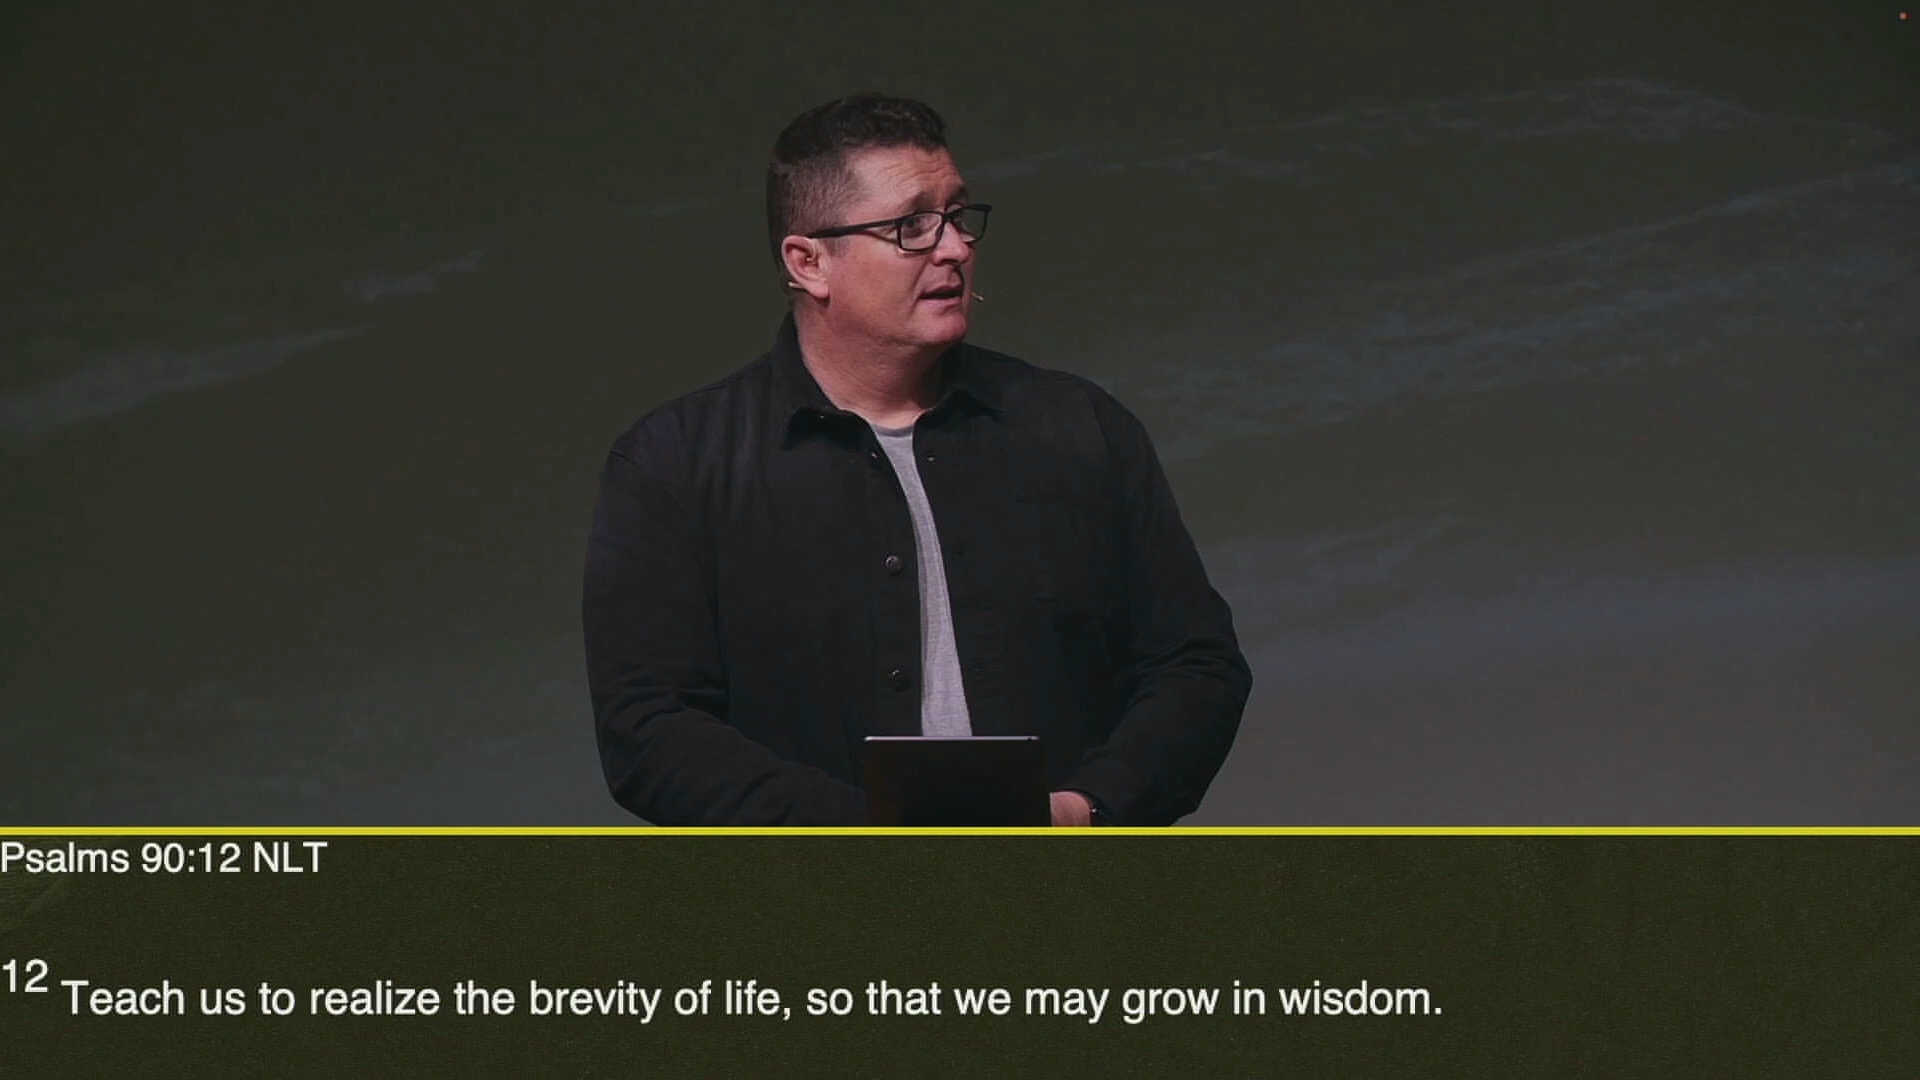 Psalms 90:12 NLT
12 Teach us to realize the brevity of life, so that we may grow in wisdom.